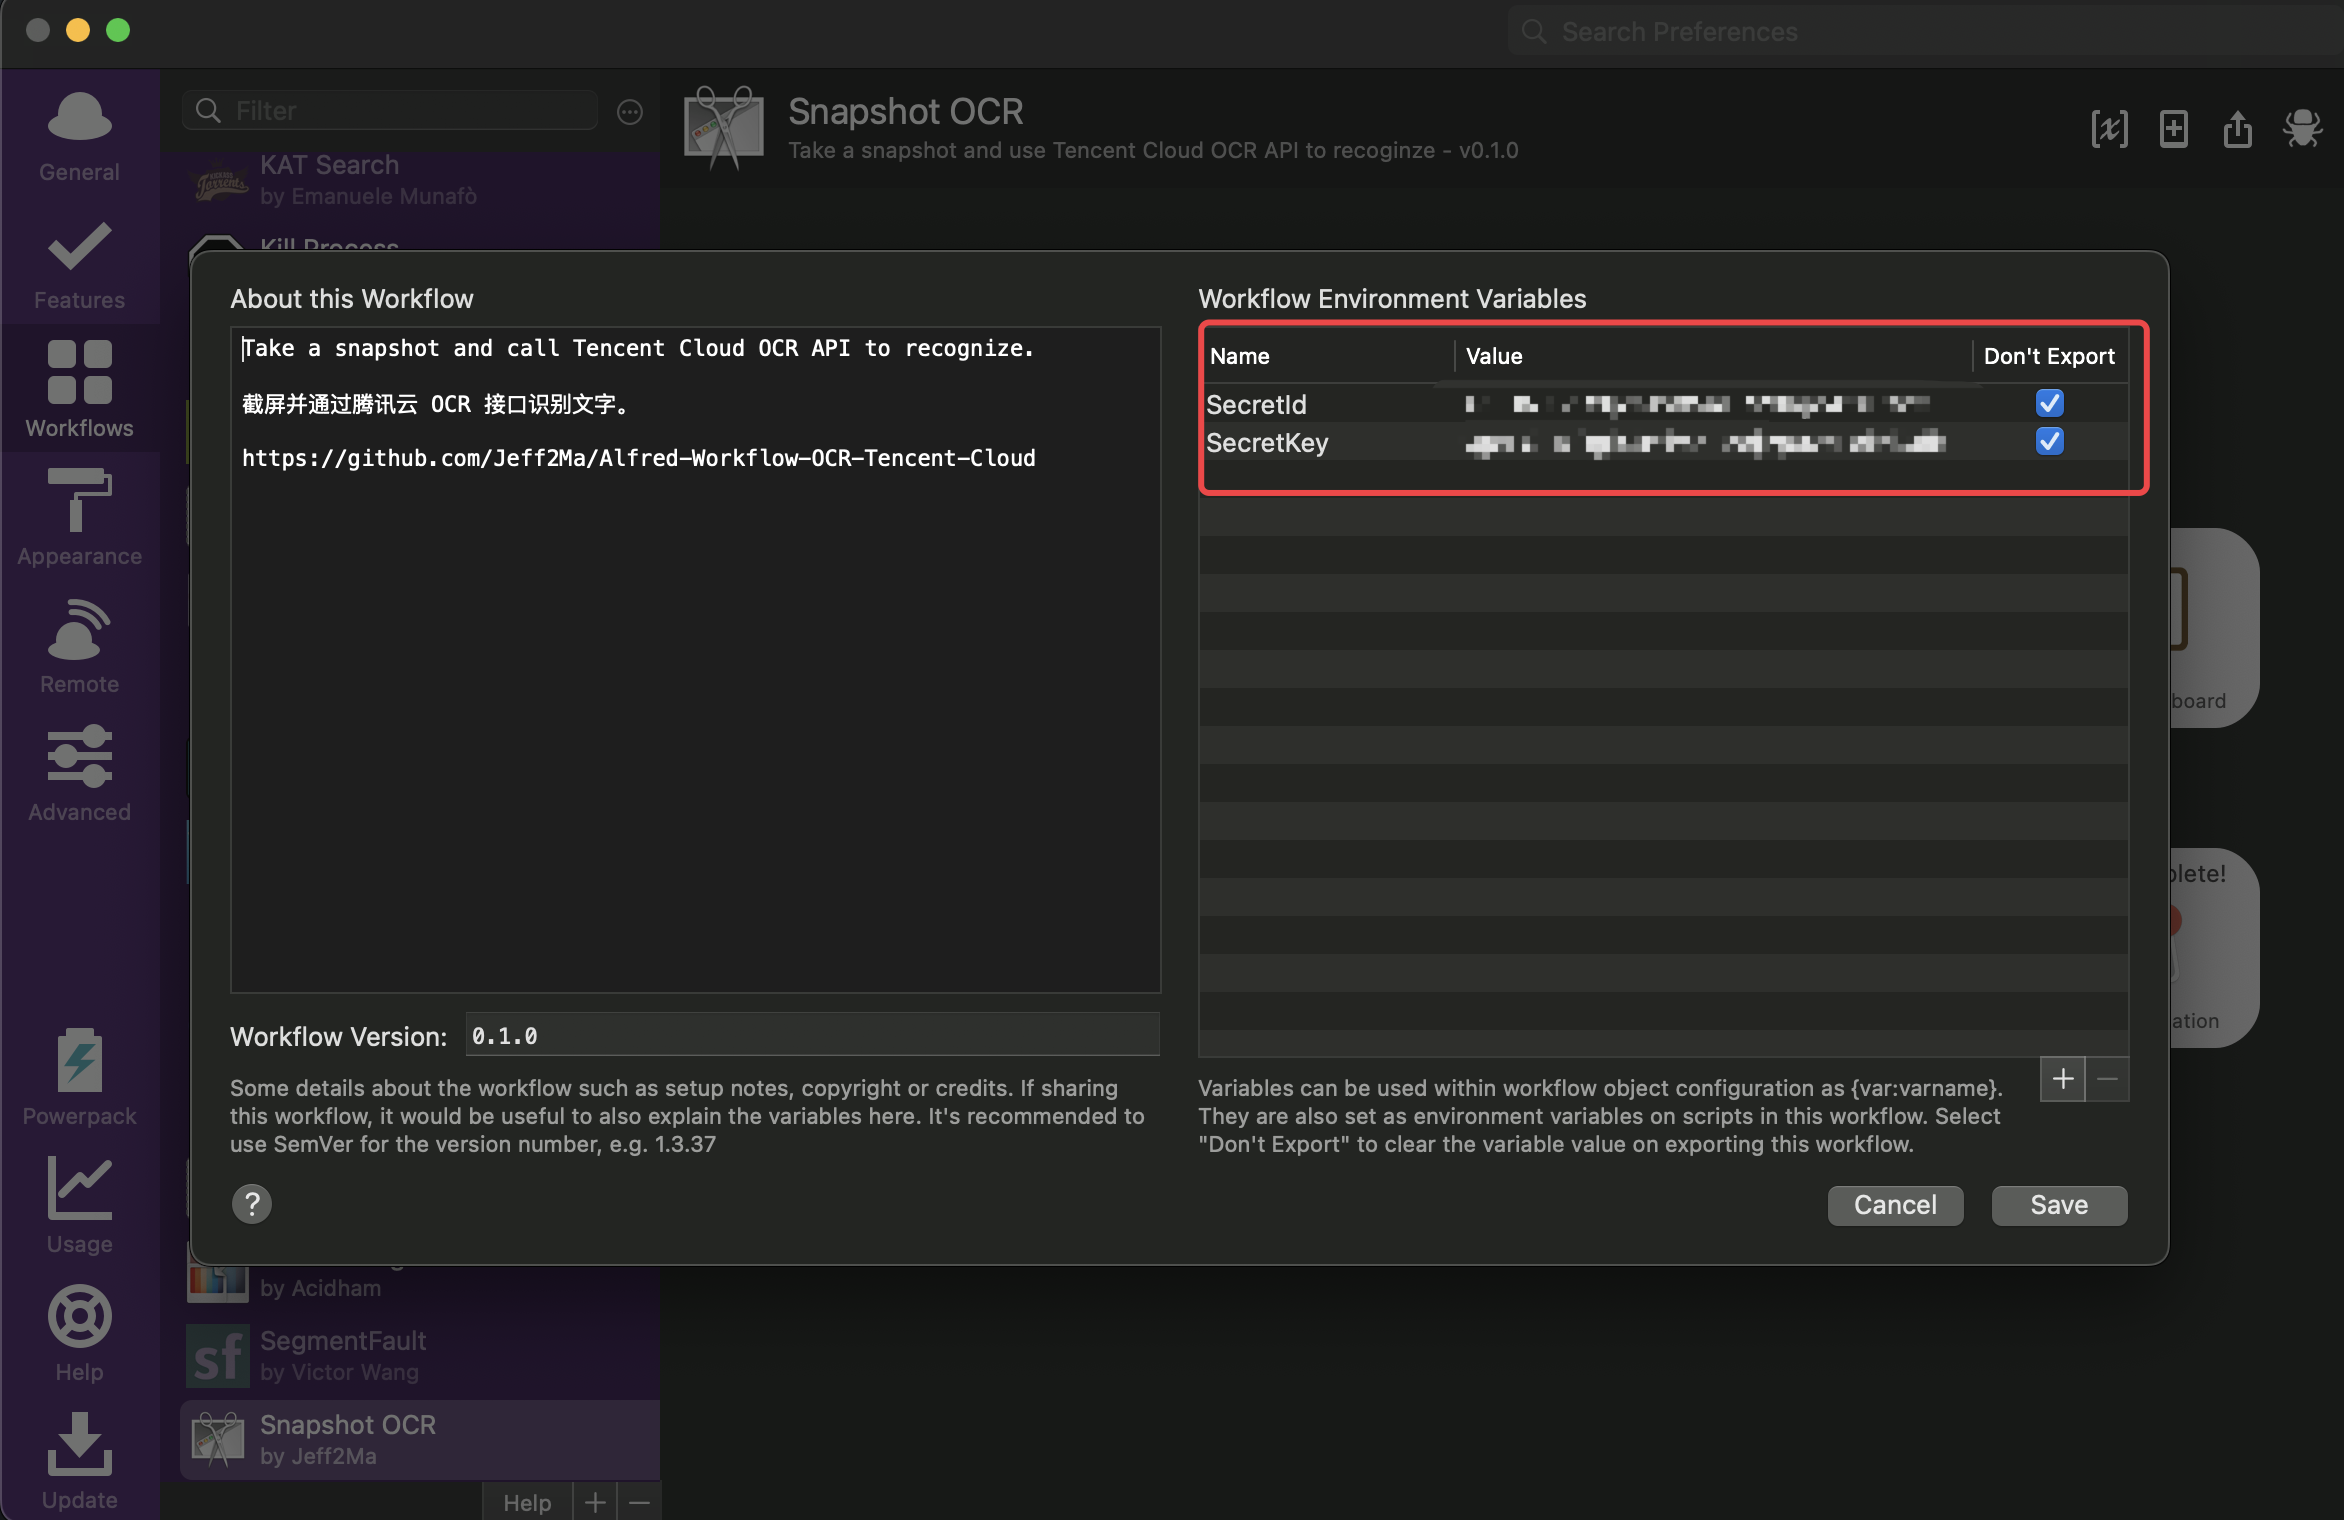 Search Preferences
General
Features
Workflows
Appearance
Remote
Advanced
Powerpack
Usage
Help
Update
Filter
KAT Search
by Emanuele Munafò
Kill Process
by Acidham
sf
SegmentFault
by Victor Wang
Snapshot OCR
by Jeff2Ma
Help
Snapshot OCR
Take a snapshot and use Tencent Cloud OCR API to recoginze - v0.1.0
About this Workflow
Take a snapshot and call Tencent Cloud OCR API to recognize.
截屏并通过腾讯云 OCR 接口识别文字。
https://github.com/Jeff2Ma/Alfred-Workflow-OCR-Tencent-Cloud
Workflow Version: 0.1.0
Some details about the workflow such as setup notes, copyright or credits. If sharing
this workflow, it would be useful to also explain the variables here. It's recommended to
use SemVer for the version number, e.g. 1.3.37
?
Workflow Environment Variables
Name Value Don't Export
SecretId
SecretKey
Variables can be used within workflow object configuration as {var:varname}.
They are also set as environment variables on scripts in this workflow. Select
"Don't Export" to clear the variable value on exporting this workflow.
Cancel Save
board
plete!
ation